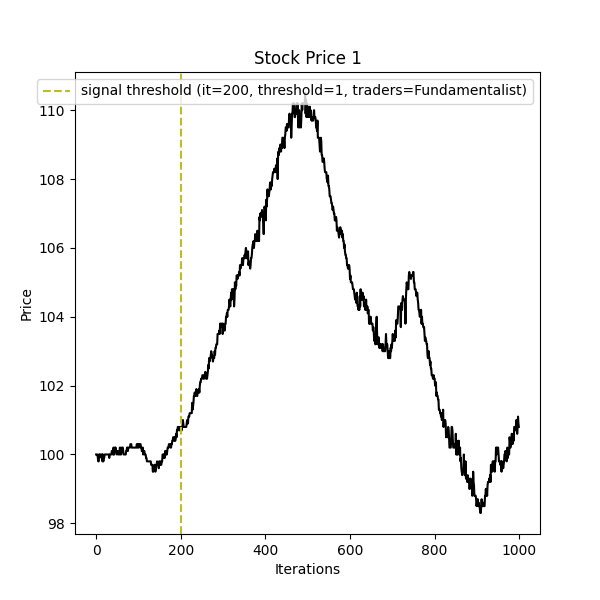 Stock Price 1
signal threshold (it=200, threshold=1, traders=Fundamentalist)
110
108
106
104
102
100
98
Price
0 200 400 600 800 1000
Iterations